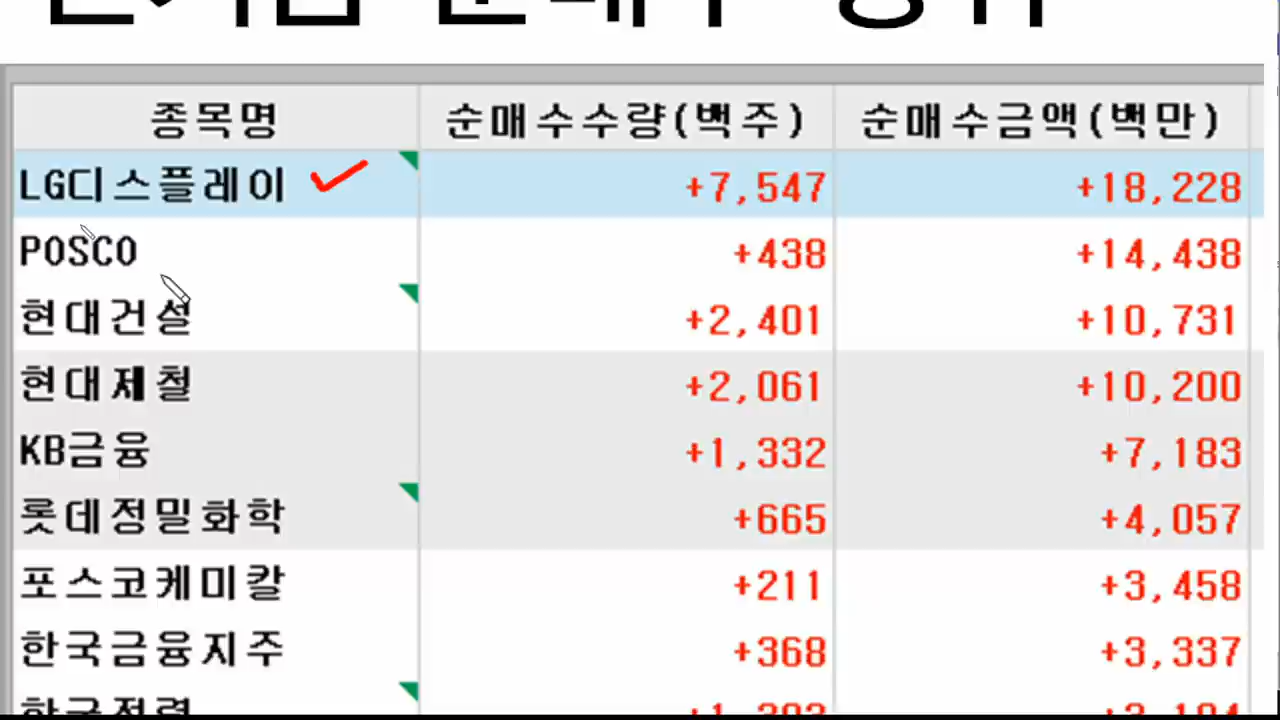 종목명 순매수수량(백주) 순매수금액(백만)
LG디스플레이 +7,547 +18,228
POSCO +438 +14,438
현대건설 +2,401 +10,731
현대제철 +2,061 +10,200
KB금융 +1,332 +7,183
롯데정밀화학 +665 +4,057
포스코케미칼 +211 +3,458
한국금융지주 +368 +3,337